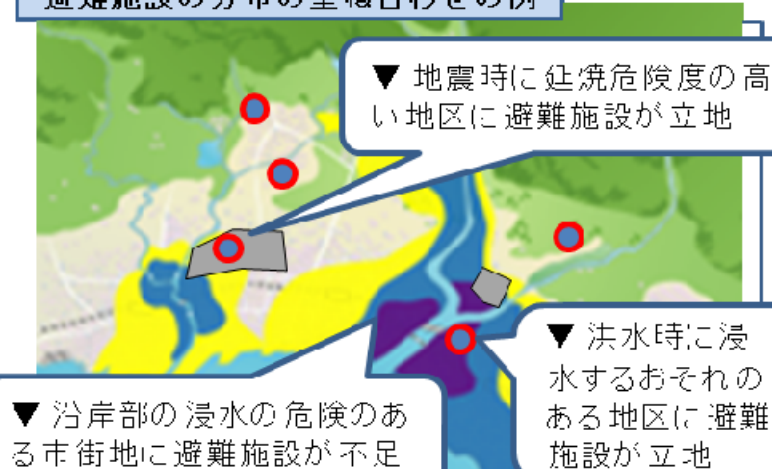 避難施設の分布の重ね合わせの例
▼ 地震時に延焼危険度の高
い地区に避難施設が立地
▼ 洪水時に浸
水するおそれの
ある地区に避難
施設が立地
▼ 沿岸部の浸水の危険のあ
る市街地に避難施設が不足